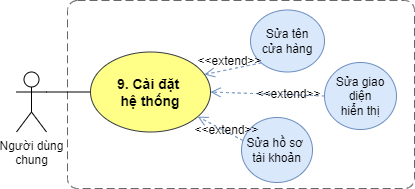 Sửa tên
cửa hàng
<<extend>>
9. Cài đặt
hệ thống
<<extend>>
Sửa giao
diện
hiển thị
<<extend>>
Sửa hồ sơ
tài khoản
Người dùng
chung